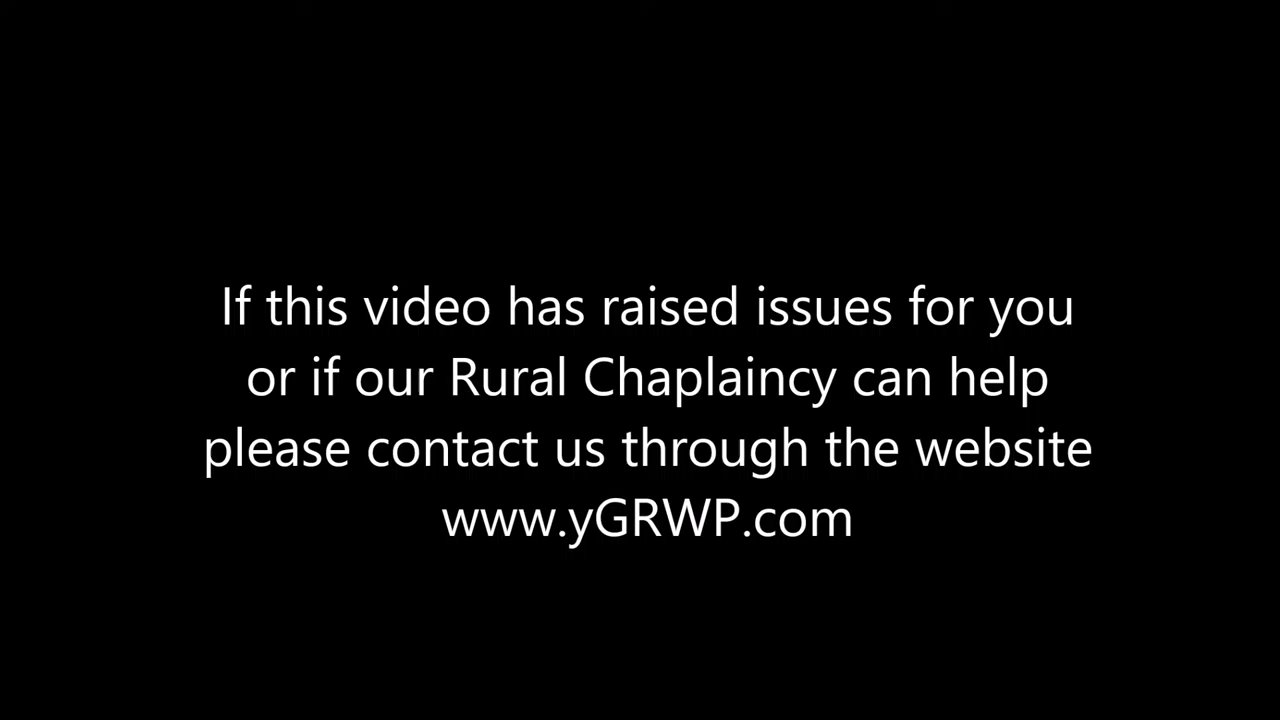 If this video has raised issues for you
or if our Rural Chaplaincy can help
please contact us through the website
www.yGRWP.com